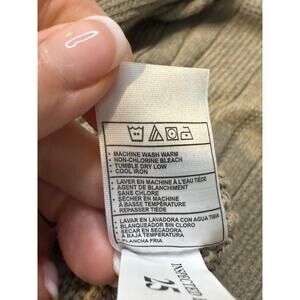 • MACHINE WASH WARM
• NON-CHLORINE BLEACH
• TUMBLE DRY LOW
• COOL IRON
• LAVER EN MACHINE À L'EAU TIÈDE
• AGENT DE BLANCHIMENT
SANS CHLORE
• SÉCHER EN MACHINE
À BASSE TEMPÉRATURE
• REPASSER TIÈDE
• LAVAR EN LAVADORA CON AGUA TIBIA
• BLANQUEADOR SIN CLORO
• SECAR EN SECADORA
A BAJA TEMPERATURA
• PLANCHA FRIA
INSPECTED
25